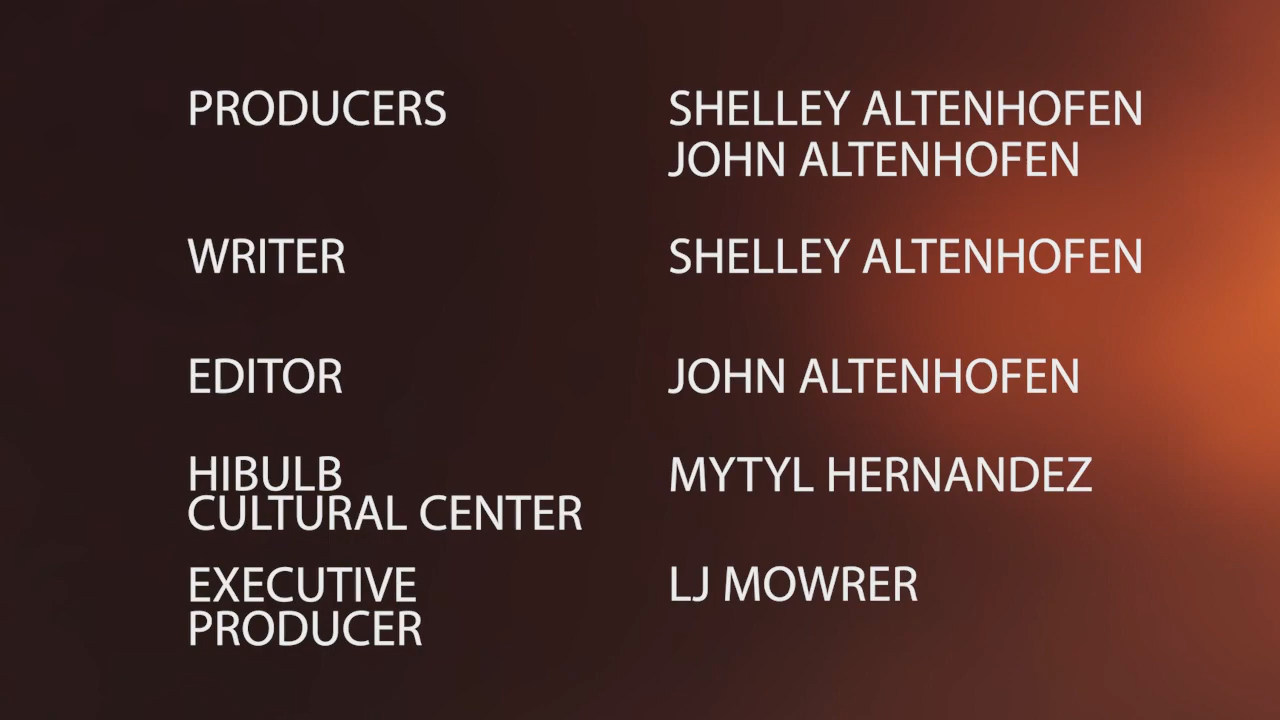 PRODUCERS SHELLEY ALTENHOFEN
JOHN ALTENHOFEN
WRITER SHELLEY ALTENHOFEN
EDITOR JOHN ALTENHOFEN
HIBULB MYTYL HERNANDEZ
CULTURAL CENTER
EXECUTIVE LJ MOWRER
PRODUCER